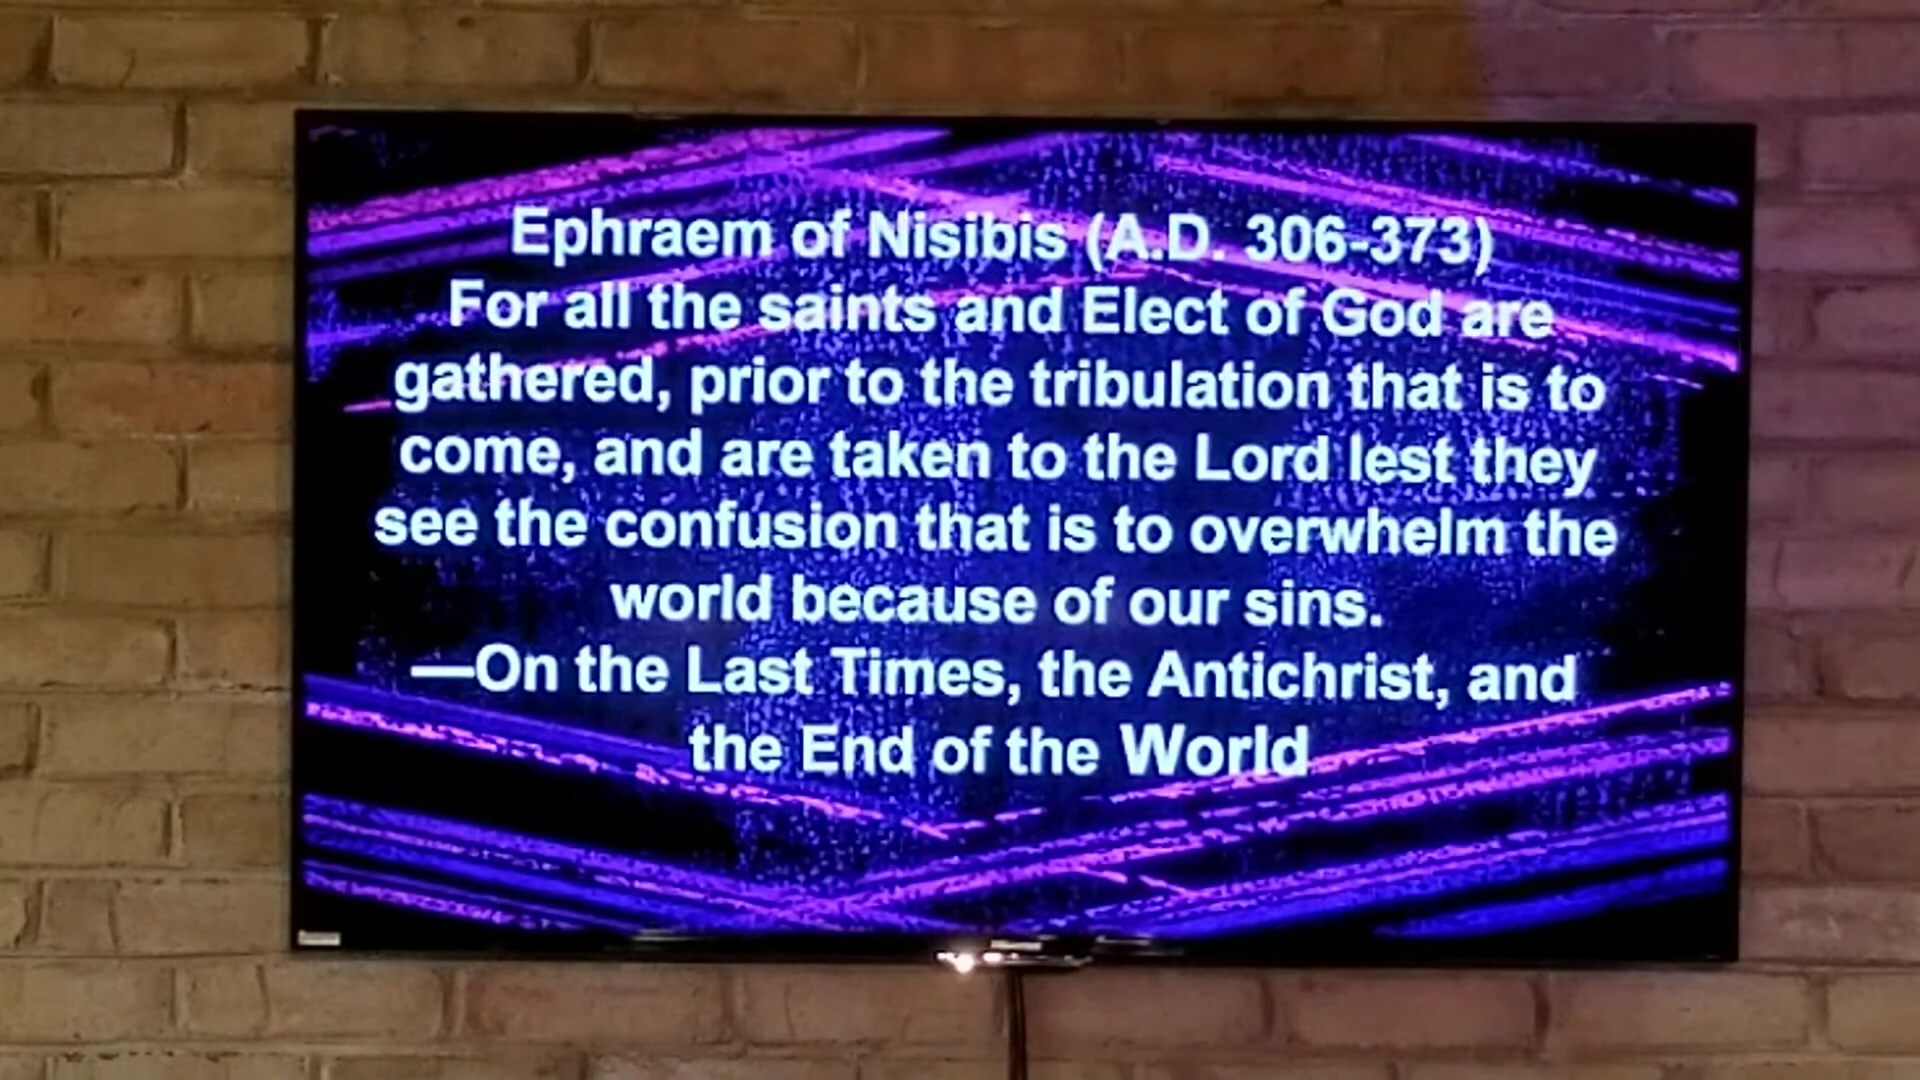 Ephraem of Nisibis (A.D. 306-373)
For all the saints and Elect of God are
gathered, prior to the tribulation that is to
come, and are taken to the Lord lest they
see the confusion that is to overwhelm the
world because of our sins.
—On the Last Times, the Antichrist, and
the End of the World